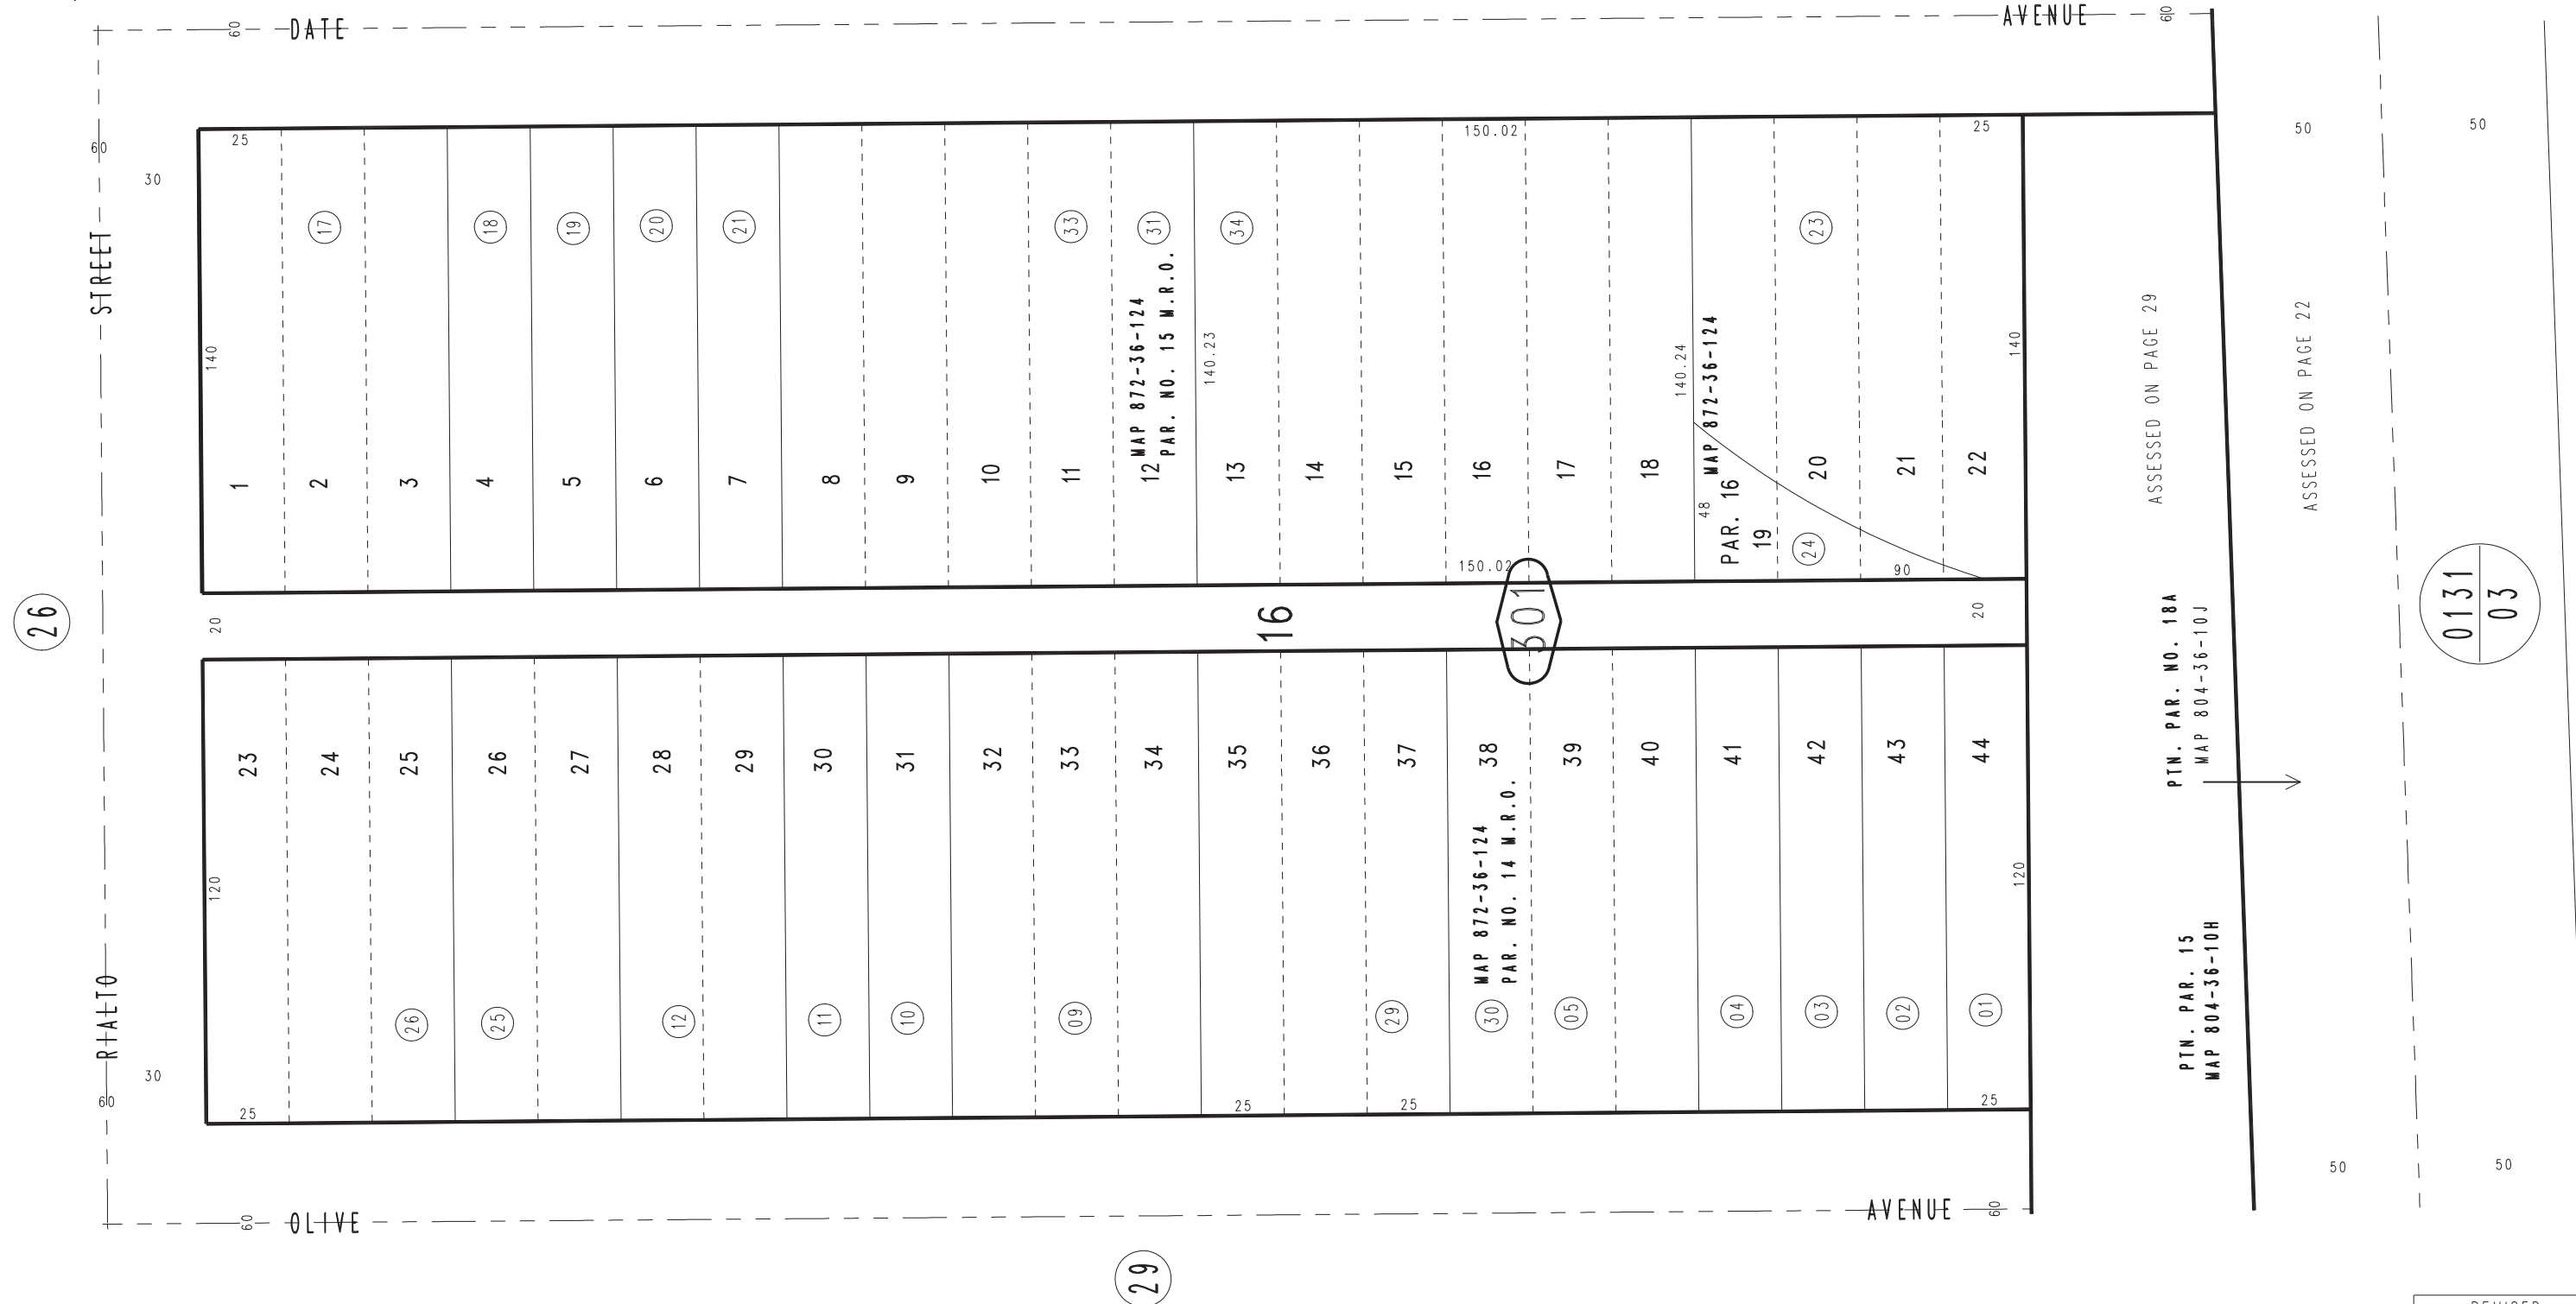 60 DATE AVENUE 60
60
30
25 150.02 25
50 50
STREET
17 18 19 20 21 33 31 34 23
MAP 872-36-124
PAR. NO. 15 M.R.O.
140 140.23 140.24 140
MAP 872-36-124
PAR. 16
48
ASSESSED ON PAGE 29
ASSESSED ON PAGE 22
1 2 3 4 5 6 7 8 9 10 11 12 13 14 15 16 17 18 19 20 21 22
24
150.02 90
26
20 16 301 20
0131
03
PTN. PAR. NO. 18A
MAP 804-36-10J
23 24 25 26 27 28 29 30 31 32 33 34 35 36 37 38 39 40 41 42 43 44
MAP 872-36-124
PAR. NO. 14 M.R.O.
120 120
PTN. PAR. 15
MAP 804-36-10H
RIALTO
26 25 12 11 10 09 29 30 05 04 03 02 01
30
60
25 25 25 25
50 50
60 OLIVE AVENUE 60
29